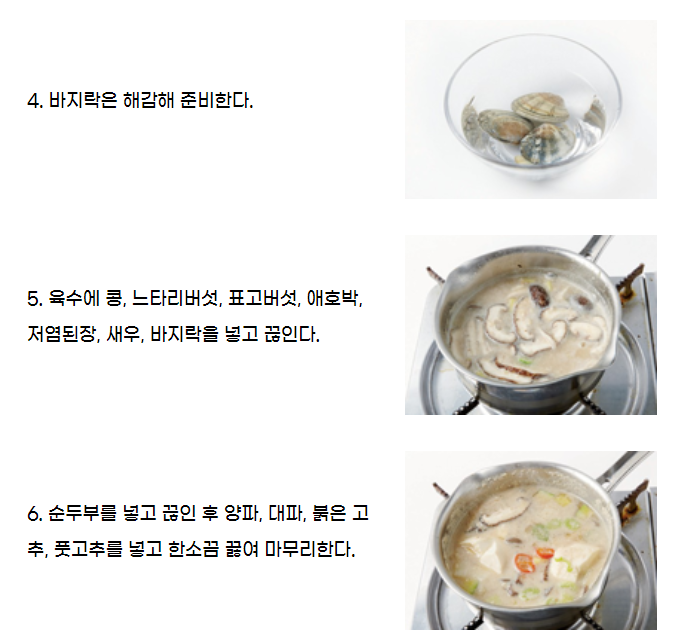 4. 바지락은 해감해 준비한다.
5. 육수에 콩, 느타리버섯, 표고버섯, 애호박,
저염된장, 새우, 바지락을 넣고 끓인다.
6. 순두부를 넣고 끓인 후 양파, 대파, 붉은 고
추, 풋고추를 넣고 한소끔 끓여 마무리한다.